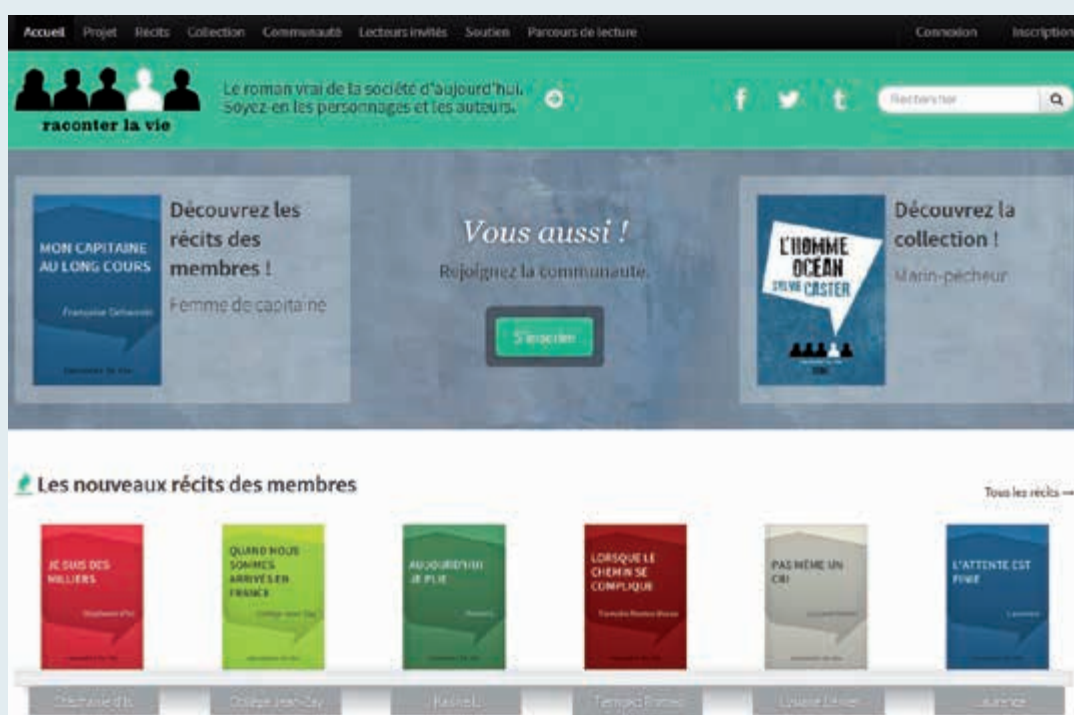 Accueil Projet Récits Collection Communauté Lecteurs invités Soutien Parcours de lecture Connexion Inscription
Le roman vrai de la société d'aujourd'hui.
Soyez-en les personnages et les auteurs.
raconter la vie
f t
Rechercher
Découvrez les
récits des
membres !
Femme de capitaine
MON CAPITAINE
AU LONG COURS
Françoise
Vous aussi !
Rejoignez la communauté.
S'inscrire
L'HOMME
OCÉAN
SYLVIE CASTER
Découvrez la
collection !
Marin-pêcheur
Les nouveaux récits des membres
Tous les récits →
JE SUIS DES
MILLIERS
QUAND NOUS
SOMMES
ARRIVÉS EN
FRANCE
Collège Jean-Zay
AUJOURD'HUI
JE PLIE
LORSQUE LE
CHEMIN SE
COMPLIQUE
PAS MÊME UN
CRI
L'ATTENTE EST
FINIE
Collège Jean-Zay
Laurence